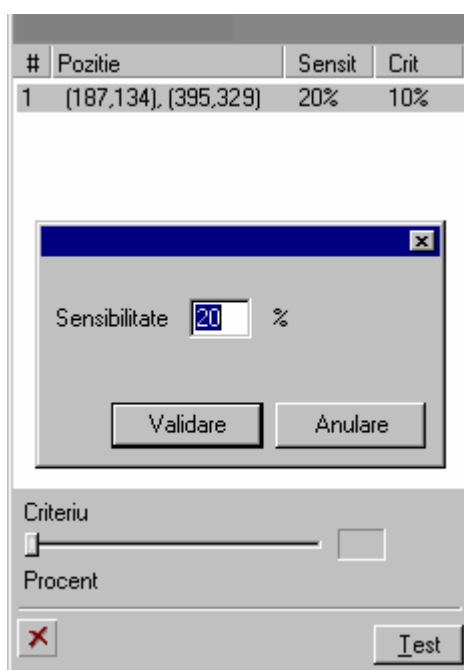 # Pozitie Sensit Crit
1 (187,134), (395,329) 20% 10%
Sensibilitate 20 %
Validare Anulare
Criteriu
Procent
Test